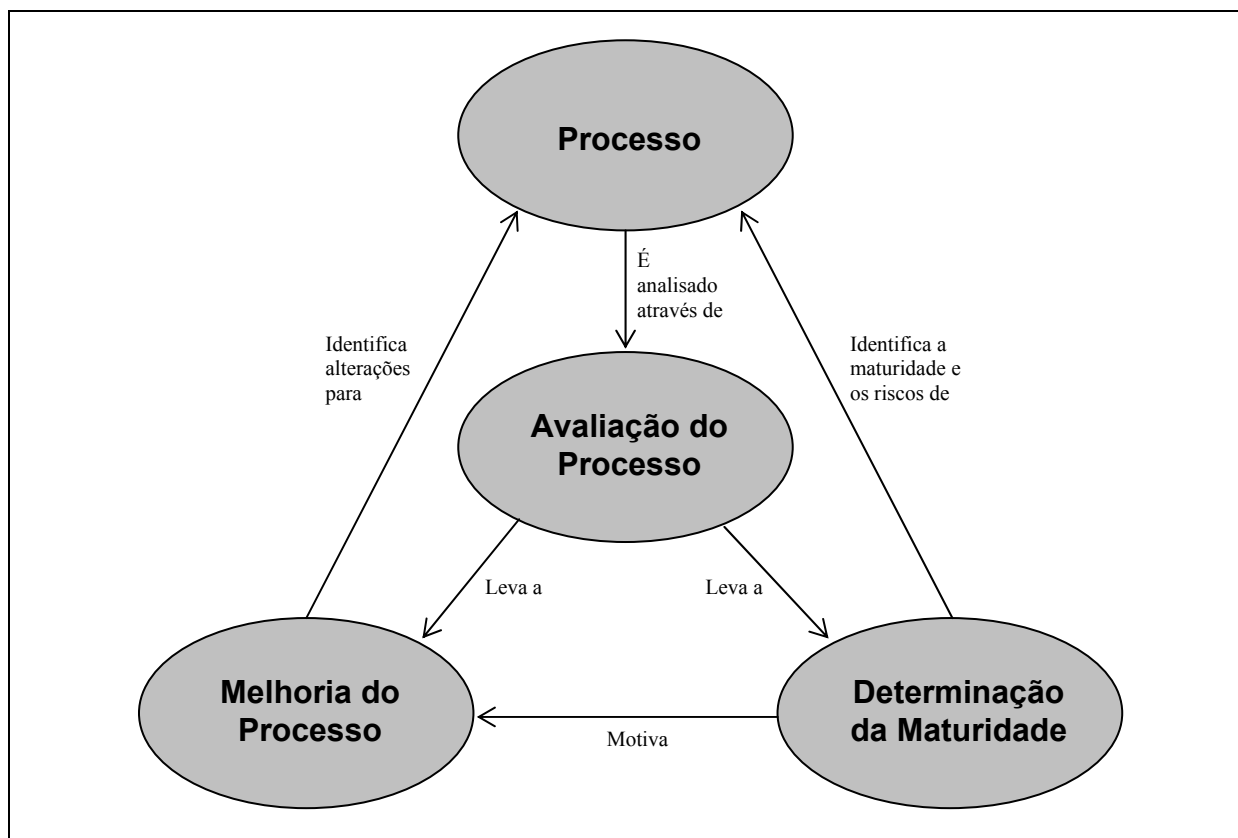 Processo
É
analisado
através de
Identifica
alterações
para
Identifica a
maturidade e
os riscos de
Avaliação do
Processo
Leva a
Leva a
Melhoria do
Processo
Determinação
da Maturidade
Motiva